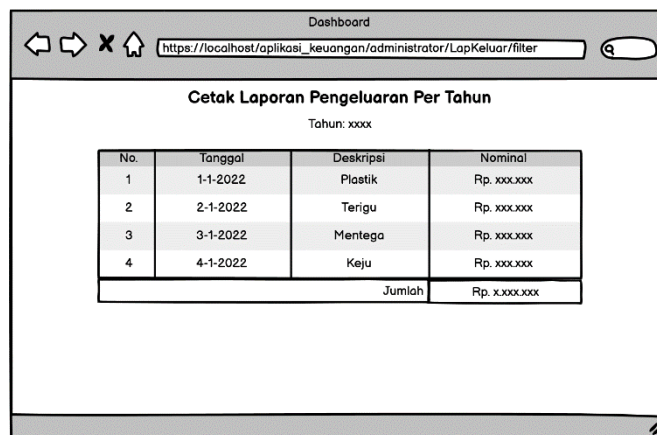 Dashboard
https://localhost/aplikasi_keuangan/administrator/LapKeluar/filter
Cetak Laporan Pengeluaran Per Tahun
Tahun: xxxx
No. Tanggal Deskripsi Nominal
1 1-1-2022 Plastik Rp. xxx.xxx
2 2-1-2022 Terigu Rp. xxx.xxx
3 3-1-2022 Mentega Rp. xxx.xxx
4 4-1-2022 Keju Rp. xxx.xxx
Jumlah Rp. x.xxx.xxx